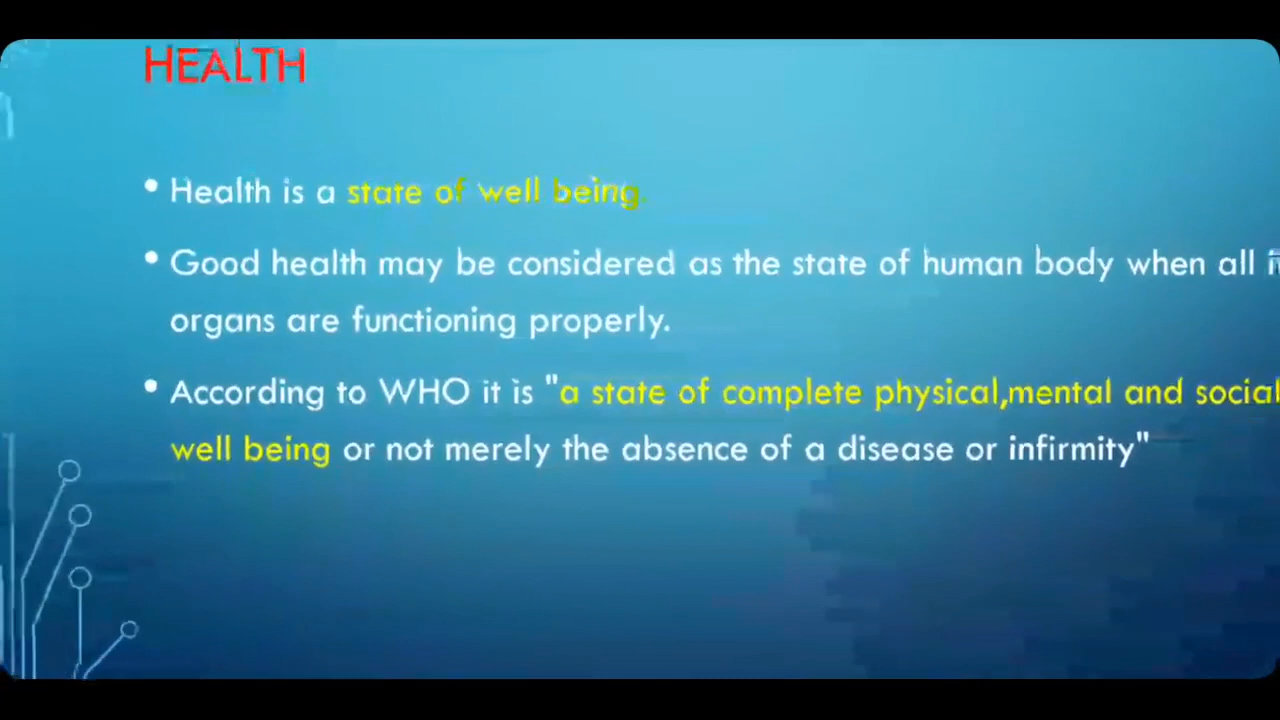 HEALTH
• Health is a state of well being.
• Good health may be considered as the state of human body when all
organs are functioning properly.
• According to WHO it is "a state of complete physical,mental and social
well being or not merely the absence of a disease or infirmity"